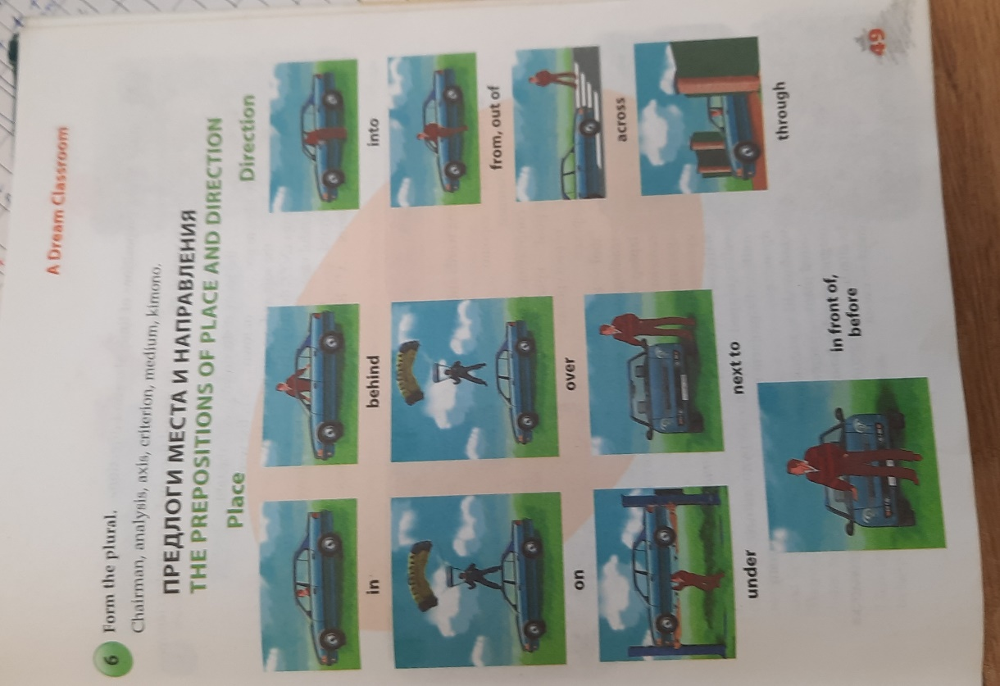 A Dream Classroom
6 Form the plural.
Chairman, analysis, axis, criterion, medium, kimono.
ПРЕДЛОГИ МЕСТА И НАПРАВЛЕНИЯ
THE PREPOSITIONS OF PLACE AND DIRECTION
Place
Direction
in
behind
into
on
over
from, out of
across
under
next to
through
in front of,
before
49